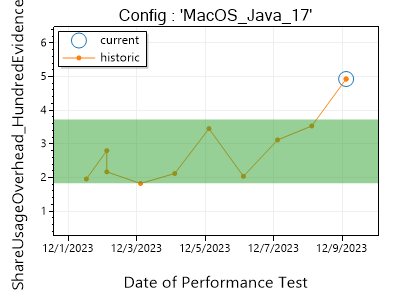 Config : 'MacOS_Java_17'
current
historic
6
5
4
3
2
1
ShareUsageOverhead_HundredEvidence
12/1/2023
12/3/2023
12/5/2023
12/7/2023
12/9/2023
Date of Performance Test